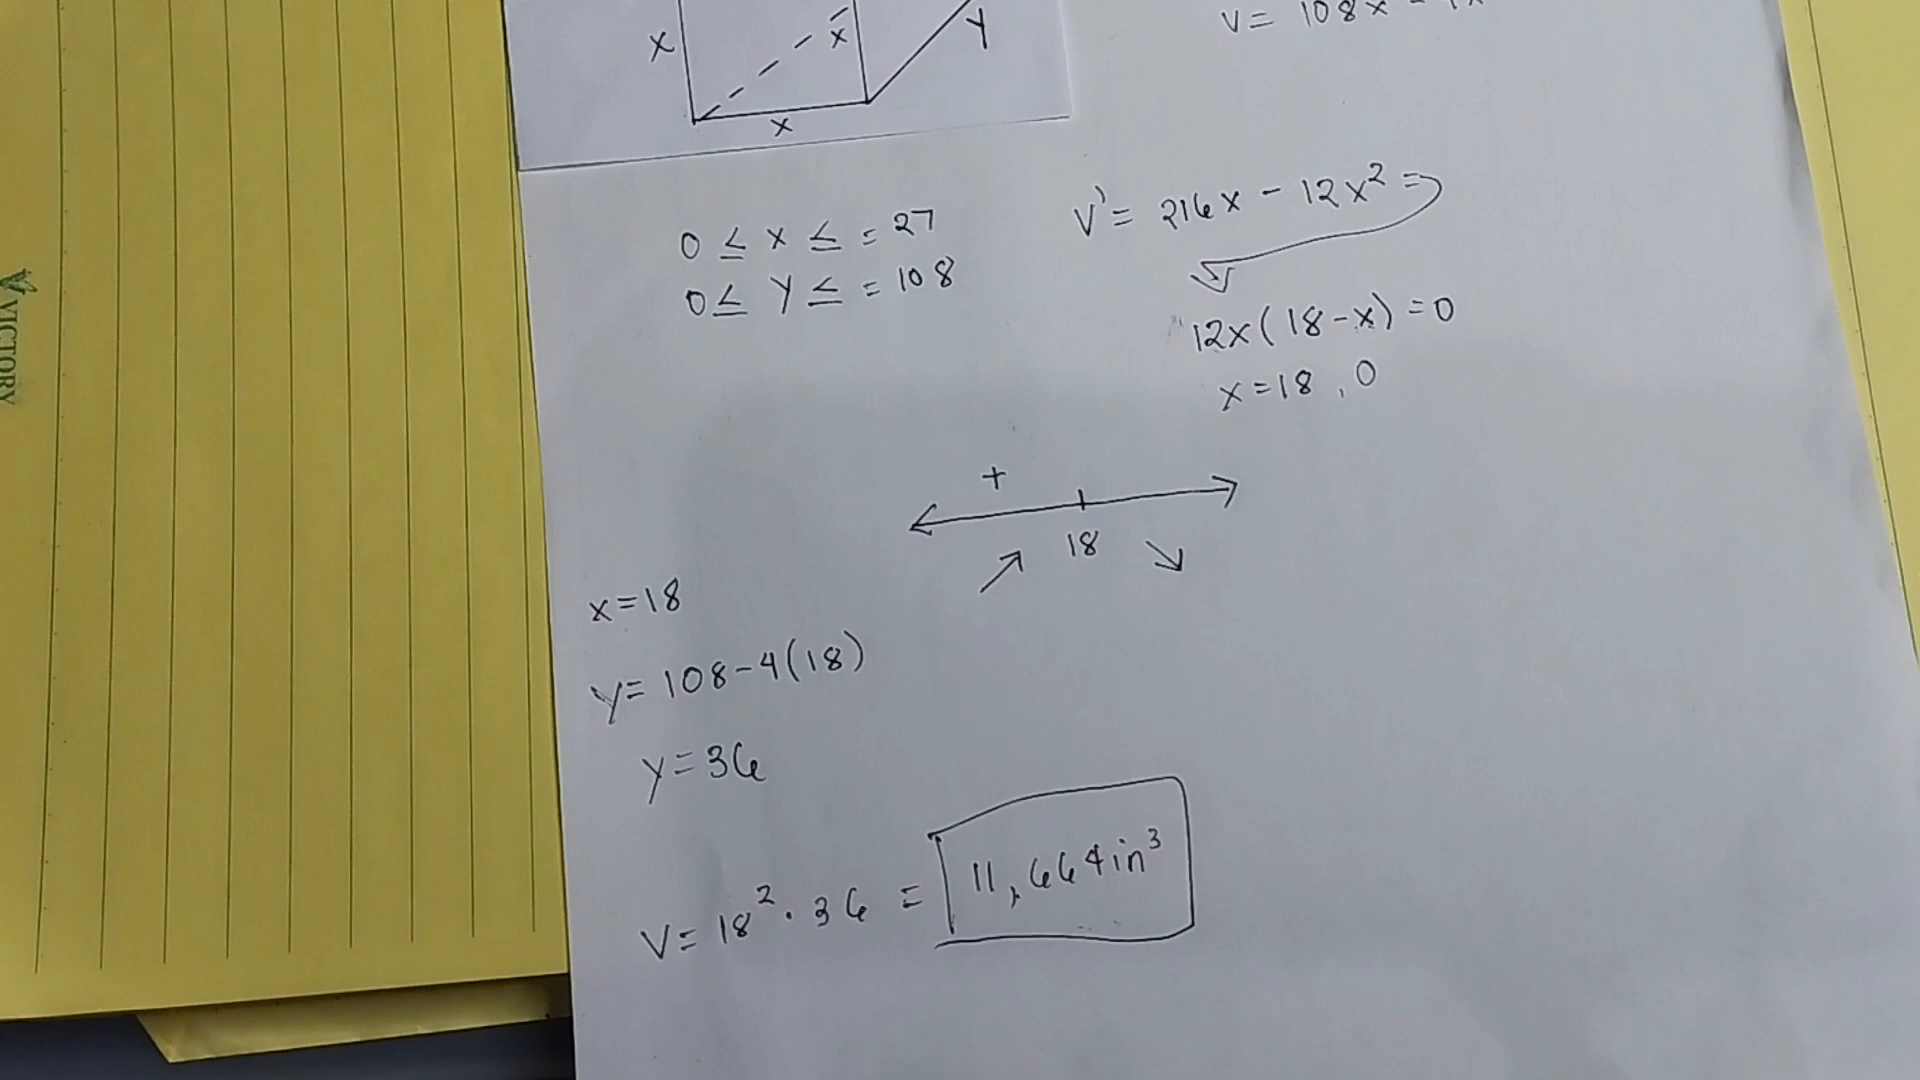 x
x
x
y
V = 108x
0 ≤ x ≤ = 27
0 ≤ y ≤ = 108
V' = 216x - 12x² =
12x(18-x) = 0
x = 18, 0
+
18
x = 18
y = 108 - 4(18)
y = 36
V = 18² · 36 = 11,664 in³
VICTORY